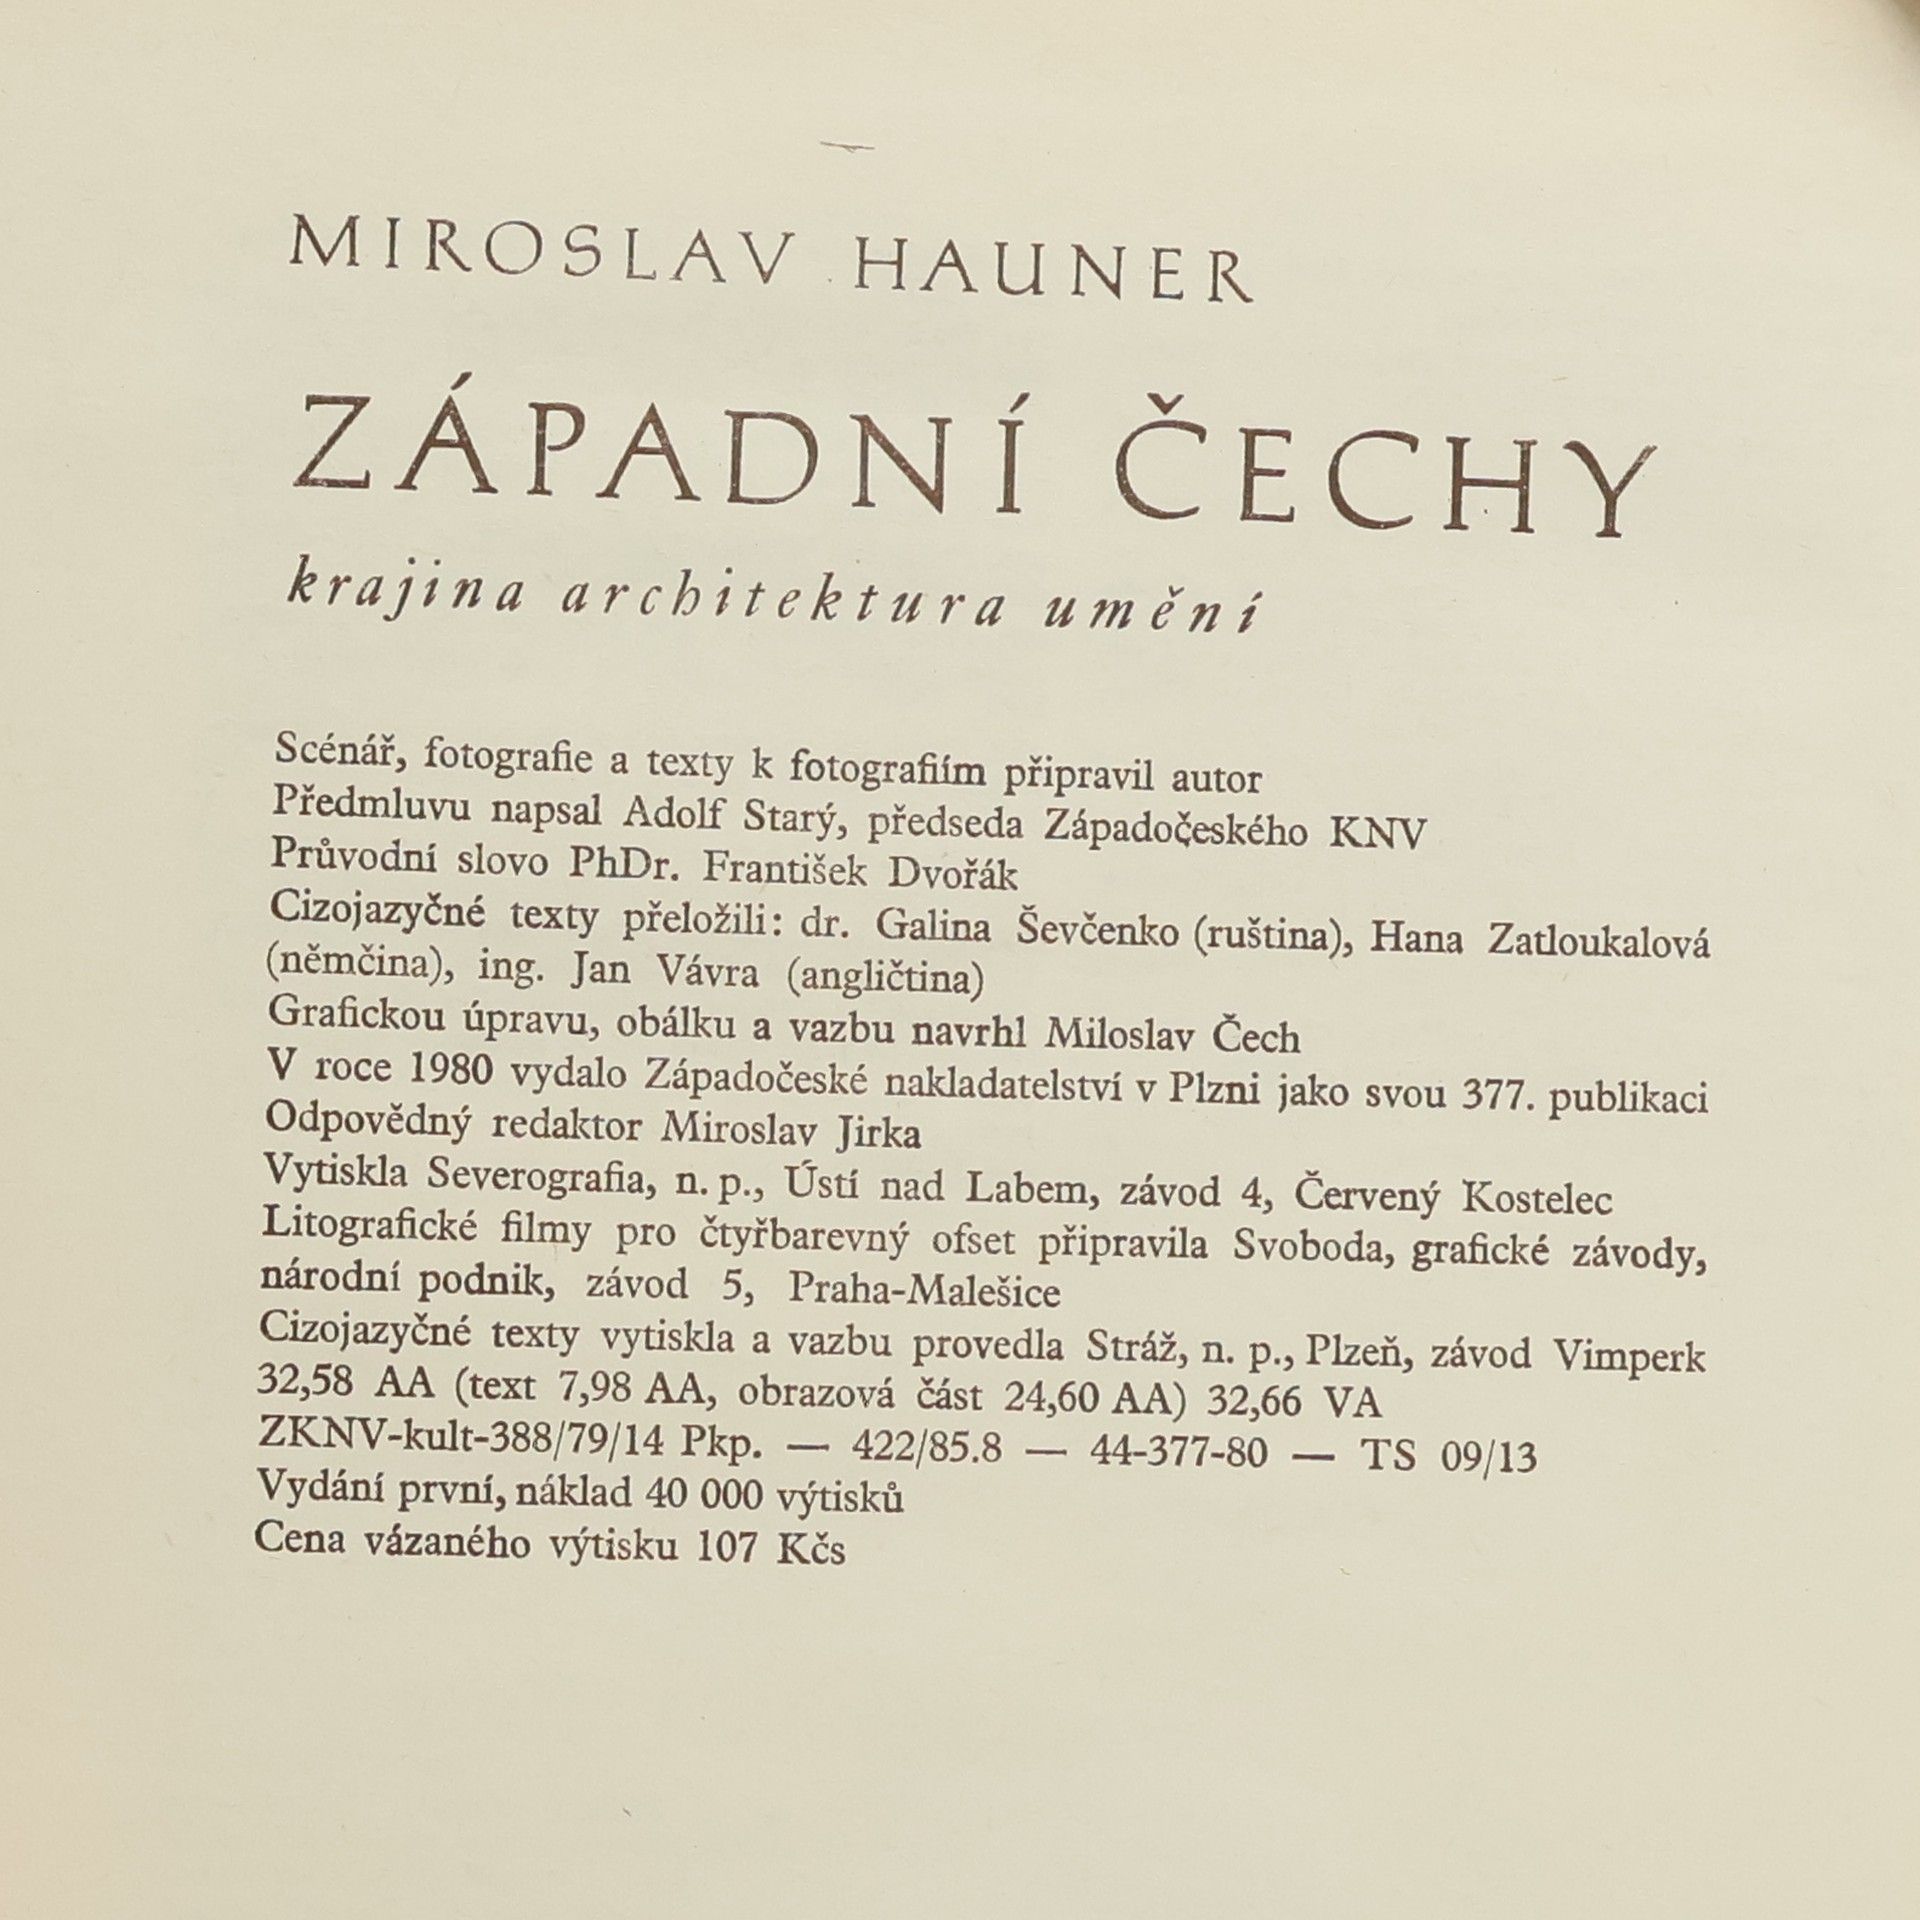 MIROSLAV HAUNER
ZÁPADNÍ ČECHY
krajina architektura umění
Scénář, fotografie a texty k fotografiím připravil autor
Předmluvu napsal Adolf Starý, předseda Západočeského KNV
Průvodní slovo PhDr. František Dvořák
Cizojazyčné texty přeložili: dr. Galina Ševčenko (ruština), Hana Zatloukalová
(němčina), ing. Jan Vávra (angličtina)
Grafickou úpravu, obálku a vazbu navrhl Miloslav Čech
V roce 1980 vydalo Západočeské nakladatelství v Plzni jako svou 377. publikaci
Odpovědný redaktor Miroslav Jirka
Vytiskla Severografia, n. p., Ústí nad Labem, závod 4, Červený Kostelec
Litografické filmy pro čtyřbarevný ofset připravila Svoboda, grafické závody,
národní podnik, závod 5, Praha-Malešice
Cizojazyčné texty vytiskla a vazbu provedla Stráž, n. p., Plzeň, závod Vimperk
32,58 AA (text 7,98 AA, obrazová část 24,60 AA) 32,66 VA
ZKNV-kult-388/79/14 Pkp. — 422/85.8 — 44-377-80 — TS 09/13
Vydání první, náklad 40 000 výtisků
Cena vázaného výtisku 107 Kčs